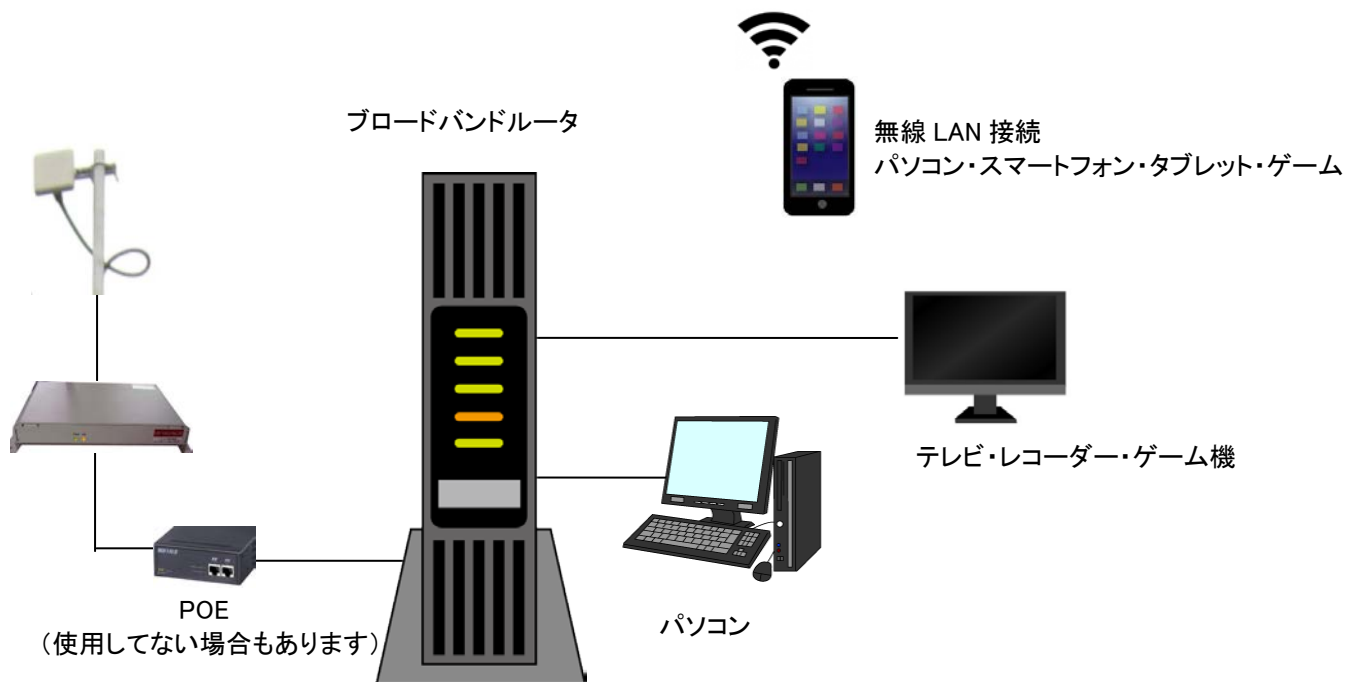 ブロードバンドルータ
無線 LAN 接続
パソコン・スマートフォン・タブレット・ゲーム
テレビ・レコーダー・ゲーム機
パソコン
POE
（使用してない場合もあります）